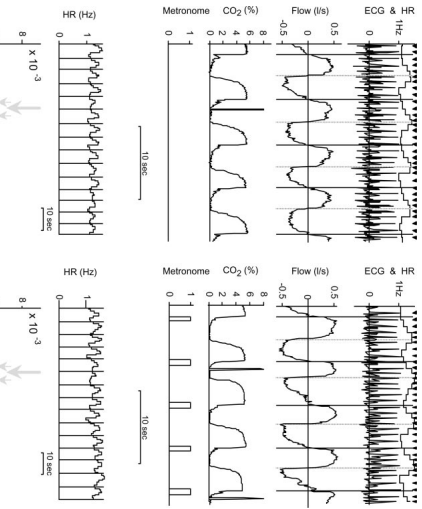 HR (Hz)
Metronome
CO₂ (%)
Flow (l/s)
ECG & HR
8
x 10 -3
0 1
0 2 4 6 8
-0.5 0 0.5
0 1Hz
10 sec
10 sec
HR (Hz)
Metronome
CO₂ (%)
Flow (l/s)
ECG & HR
8
x 10 -3
0 1
0 1
0 2 4 6 8
-0.5 0 0.5
0 1Hz
10 sec
10 sec